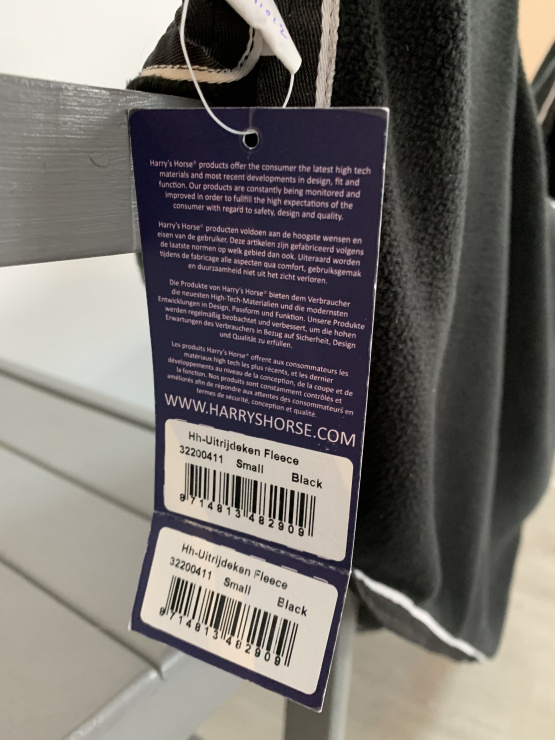 Harry's Horse® products offer the consumer the latest high tech
materials and most recent developments in design, fit and
function. Our products are constantly being monitored and
improved in order to fullfill the high expectations of the
consumer with regard to safety, design and quality.
Harry's Horse® producten voldoen aan de hoogste wensen en
eisen van de gebruiker. Deze artikelen zijn gefabriceerd volgens
de laatste normen op welk gebied dan ook. Uiteraard worden
tijdens de fabricage alle aspecten qua comfort, gebruiksgemak
en duurzaamheid niet uit het zicht verloren.
Die Produkte von Harry's Horse® bieten dem Verbraucher
die neuesten High-Tech-Materialien und die modernsten
Entwicklungen in Design, Passform und Funktion. Unsere Produkte
werden regelmäßig beobachtet und verbessert, um die hohen
Erwartungen des Verbrauchers in Bezug auf Sicherheit, Design
und Qualität zu erfüllen.
Les produits Harry's Horse® offrent aux consommateurs les
matériaux high tech les plus récents, et les dernier
développements au niveau de la conception, de la coupe et de
la fonction. Nos produits sont constamment contrôlés et
améliorés afin de répondre aux attentes des consommateurs en
termes de sécurité, conception et qualité.
WWW.HARRYSHORSE.COM
Hh-Uitrijdeken Fleece
32200411 Small Black
8714813482909
Hh-Uitrijdeken Fleece
32200411 Small Black
8714813482909